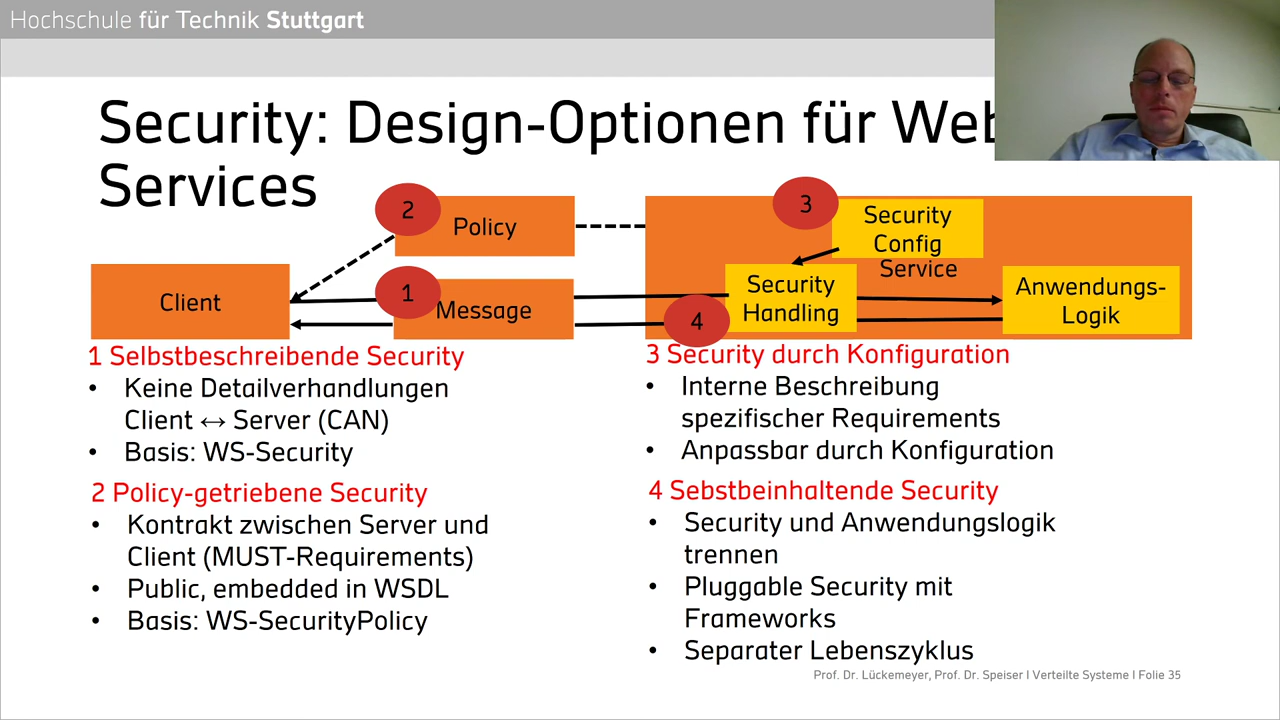 Hochschule für Technik Stuttgart
Security: Design-Optionen für Web
Services
2
Policy
3
Security
Config
Service
Client
1
Message
4
Security
Handling
Anwendungs-
Logik
1 Selbstbeschreibende Security
• Keine Detailverhandlungen
Client ↔ Server (CAN)
• Basis: WS-Security
2 Policy-getriebene Security
• Kontrakt zwischen Server und
Client (MUST-Requirements)
• Public, embedded in WSDL
• Basis: WS-SecurityPolicy
3 Security durch Konfiguration
• Interne Beschreibung
spezifischer Requirements
• Anpassbar durch Konfiguration
4 Sebstbeinhaltende Security
• Security und Anwendungslogik
trennen
• Pluggable Security mit
Frameworks
• Separater Lebenszyklus
Prof. Dr. Lückemeyer, Prof. Dr. Speiser I Verteilte Systeme I Folie 35